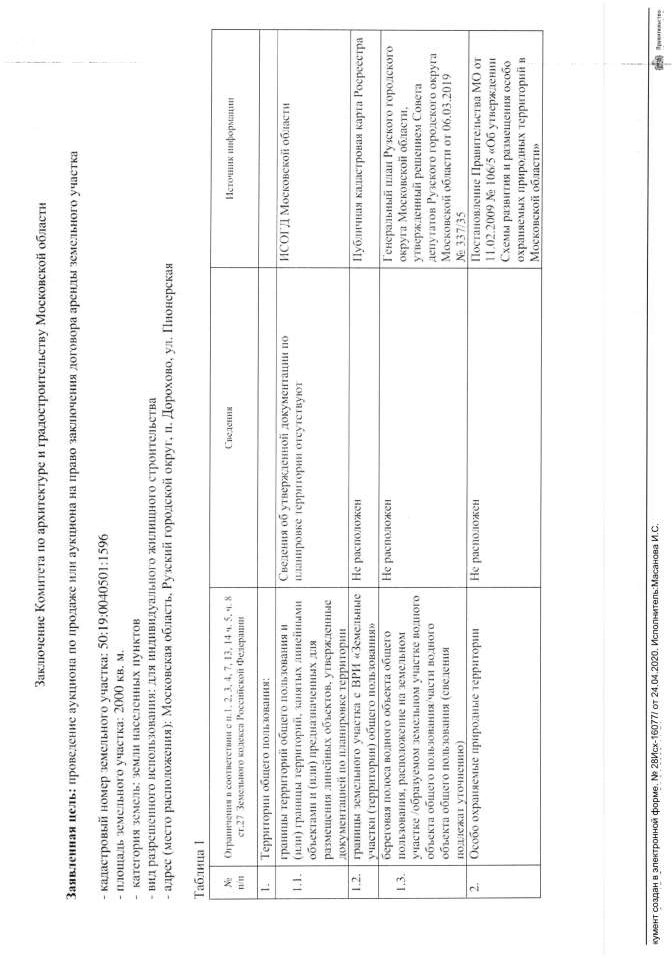 Заключение Комитета по архитектуре и градостроительству Московской области
Заявленная цель: проведение аукциона по продаже или аукциона на право заключения договора аренды земельного участка
- кадастровый номер земельного участка: 50:19:0040501:1596
- площадь земельного участка: 2000 кв. м.
- категория земель: земли населенных пунктов
- вид разрешенного использования: для индивидуального жилищного строительства
- адрес (место расположения): Московская область, Рузский городской округ, п. Дорохово, ул. Пионерская
Таблица 1
№
п/п
Ограничения в соответствии с п.1, 2, 3, 4, 7, 13, 14 ч. 5, ч. 8
ст.27 Земельного кодекса Российской Федерации
Сведения
Источник информации
1.
Территории общего пользования:
1.1.
границы территорий общего пользования и
(или) границы территорий, занятых линейными
объектами и (или) предназначенных для
размещения линейных объектов, утвержденные
документацией по планировке территории
Сведения об утвержденной документации по
планировке территории отсутствуют
ИСОГД Московской области
1.2.
границы земельного участка с ВРИ «Земельные
участки (территории) общего пользования»
Не расположен
Публичная кадастровая карта Росреестра
1.3.
береговая полоса водного объекта общего
пользования, расположение на земельном
участке /образуемом земельном участке водного
объекта общего пользования/части водного
объекта общего пользования (сведения
подлежат уточнению)
Не расположен
Генеральный план Рузского городского
округа Московской области,
утвержденный решением Совета
депутатов Рузского городского округа
Московской области от 06.03.2019
№ 337/35
2.
Особо охраняемые природные территории
Не расположен
Постановление Правительства МО от
11.02.2009 № 106/5 «Об утверждении
Схемы развития и размещения особо
охраняемых природных территорий в
Московской области»
кумент создан в электронной форме. № 28Исх-16077/ от 24.04.2020. Исполнитель:Масанова И.С.
Правительство